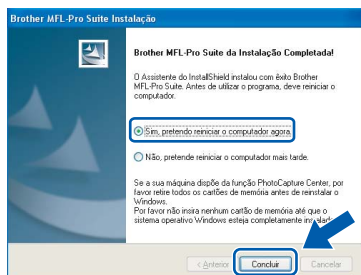 Brother MFL-Pro Suite Instalação
Brother MFL-Pro Suite da Instalação Completada!
O Assistente do InstallShield instalou com êxito Brother
MFL-Pro Suite. Antes de utilizar o programa, deve reiniciar o
computador.
Sim, pretendo reiniciar o computador agora.
Não, pretende reiniciar o computador mais tarde.
Se a sua máquina dispõe da função PhotoCapture Center, por
favor retire todos os cartões de memória antes de reinstalar o
Windows.
Por favor não insira nenhum cartão de memória até que o
sistema operativo Windows esteja completamente instalado
< Anterior
Concluir
Cancelar